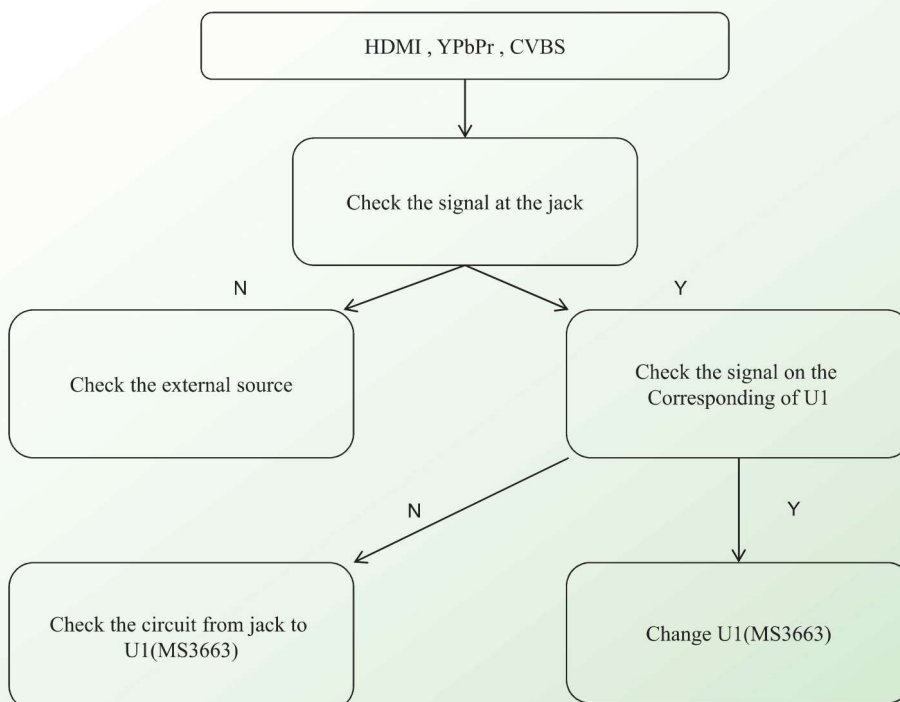 HDMI , YPbPr , CVBS
Check the signal at the jack
N
Y
Check the external source
Check the signal on the
Corresponding of U1
N
Y
Check the circuit from jack to
U1(MS3663)
Change U1(MS3663)